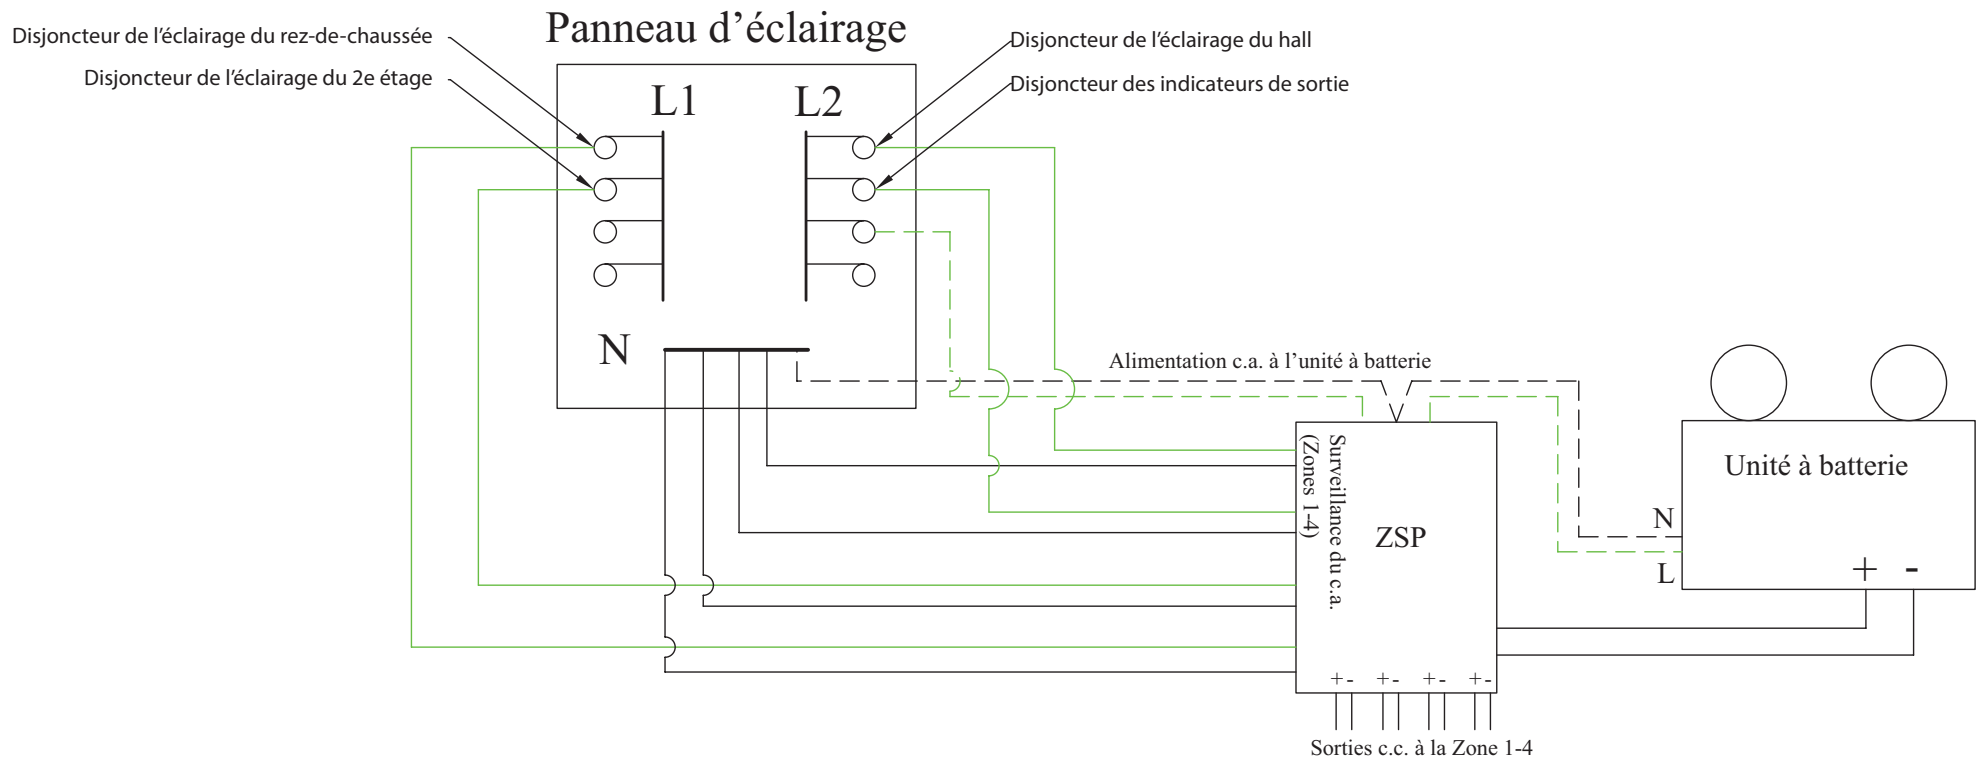 Panneau d’éclairage
Disjoncteur de l’éclairage du rez-de-chaussée
Disjoncteur de l’éclairage du 2e étage
Disjoncteur de l’éclairage du hall
Disjoncteur des indicateurs de sortie
L1
L2
N
Alimentation c.a. à l’unité à batterie
Surveillance du c.a.
(Zones 1-4)
ZSP
Unité à batterie
N
L
+ -
+- +- +- +-
Sorties c.c. à la Zone 1-4